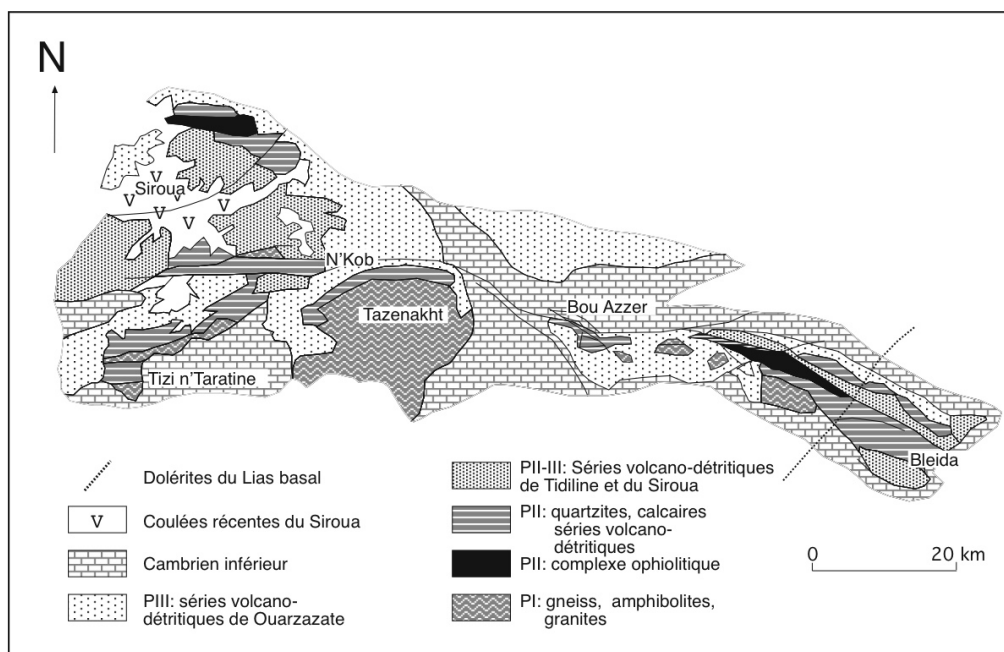 N
Siroua
V
V
V
V
V
V
N'Kob
Tazenakht
Bou Azzer
Tizi n'Taratine
Bleida
Dolérites du Lias basal
V
Coulées récentes du Siroua
Cambrien inférieur
PIII: séries volcano-
détritiques de Ouarzazate
PII-III: Séries volcano-détritiques
de Tidiline et du Siroua
PII: quartzites, calcaires
séries volcano-
détritiques
PII: complexe ophiolitique
PI: gneiss, amphibolites,
granites
0
20 km